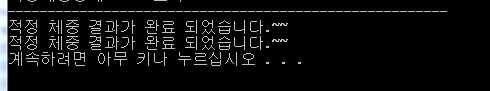 적정 체중 결과가 완료 되었습니다.~~
적정 체중 결과가 완료 되었습니다.~~
계속하려면 아무 키나 누르십시오 . . .